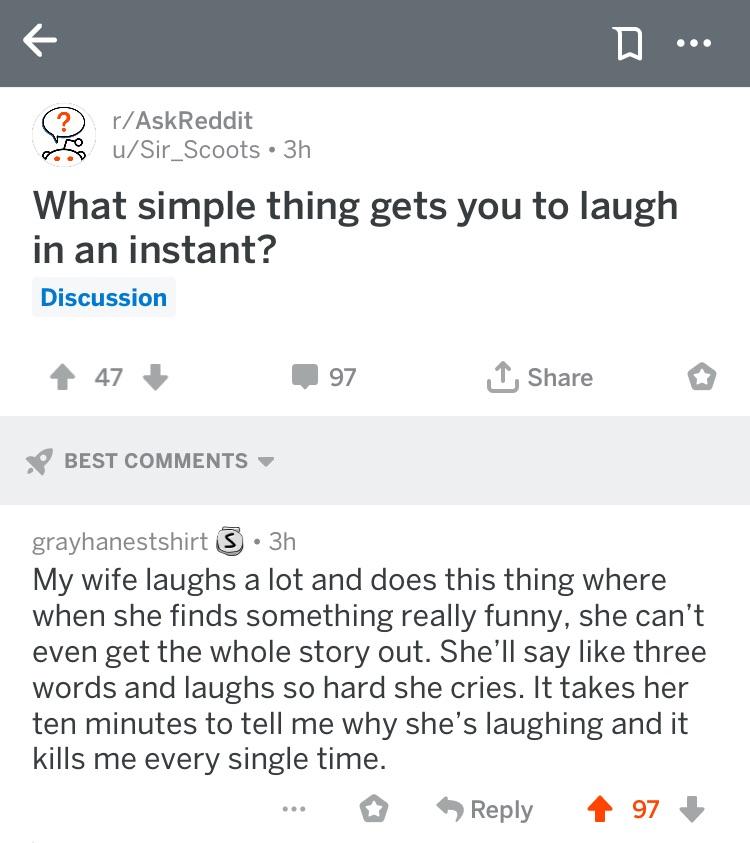 r/AskReddit
u/Sir_Scoots • 3h
What simple thing gets you to laugh
in an instant?
Discussion
47 97 Share
BEST COMMENTS
grayhanestshirt S • 3h
My wife laughs a lot and does this thing where
when she finds something really funny, she can’t
even get the whole story out. She’ll say like three
words and laughs so hard she cries. It takes her
ten minutes to tell me why she’s laughing and it
kills me every single time.
Reply 97